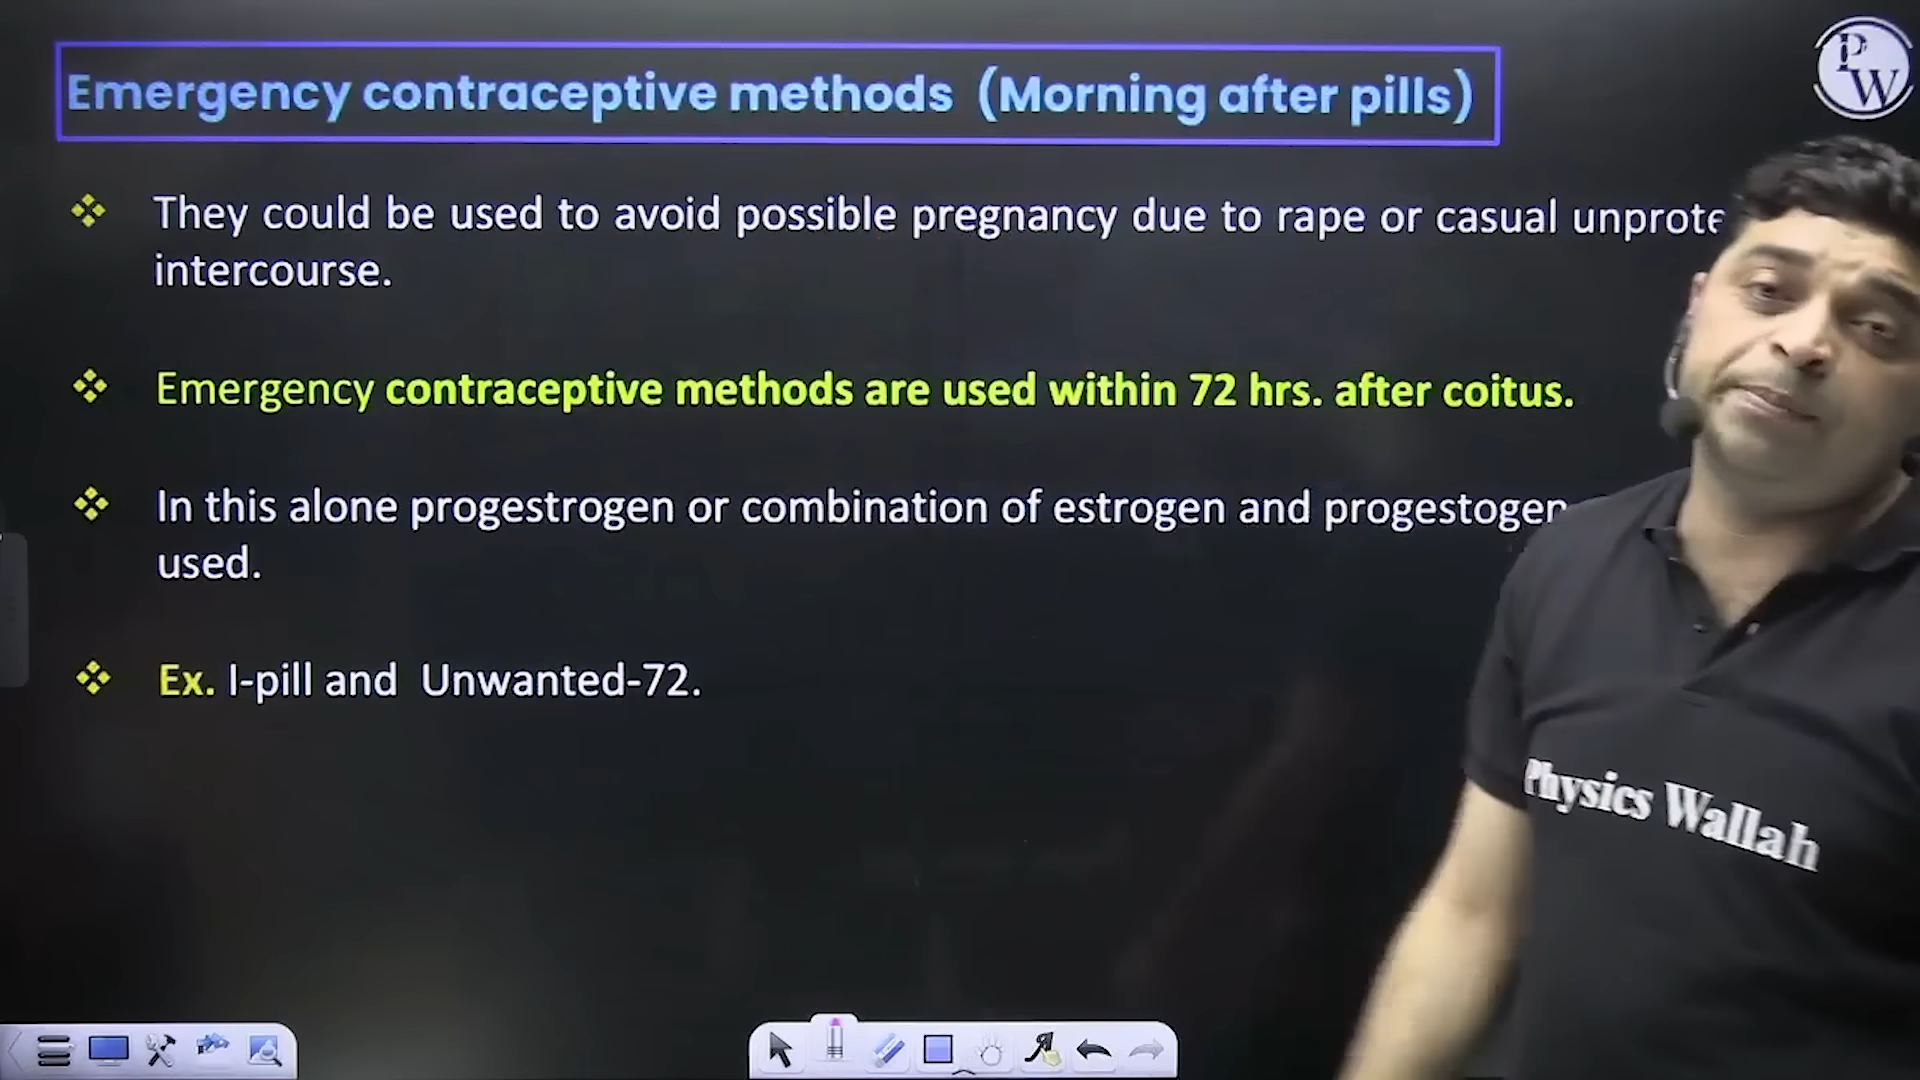 Emergency contraceptive methods (Morning after pills)
PW
They could be used to avoid possible pregnancy due to rape or casual
intercourse.
Emergency contraceptive methods are used within 72 hrs. after coitus.
In this alone progestrogen or combination of estrogen and progestogen
used.
Ex. I-pill and Unwanted-72.
Physics Wallah